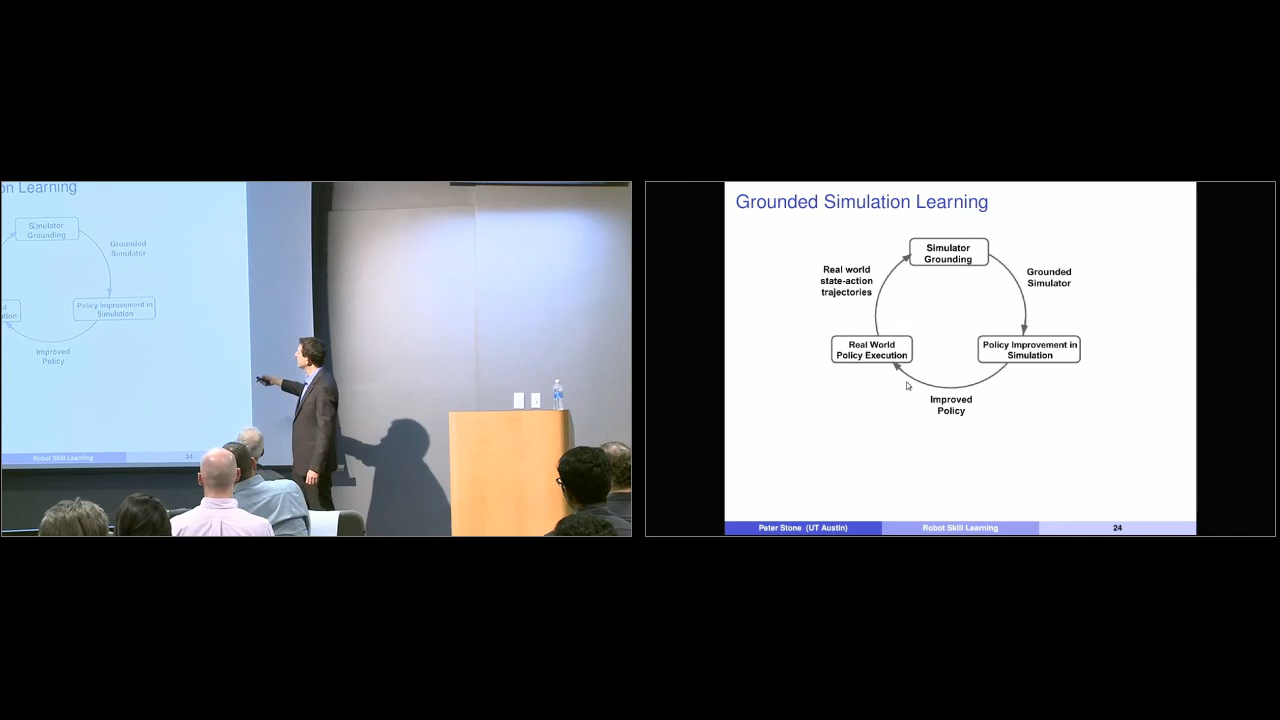 on Learning
Simulator
Grounding
Grounded
Simulator
Policy Improvement in
Simulation
Improved
Policy
Robot Skill Learning
24
Grounded Simulation Learning
Simulator
Grounding
Real world
state-action
trajectories
Grounded
Simulator
Real World
Policy Execution
Policy Improvement in
Simulation
Improved
Policy
Peter Stone (UT Austin)
Robot Skill Learning
24